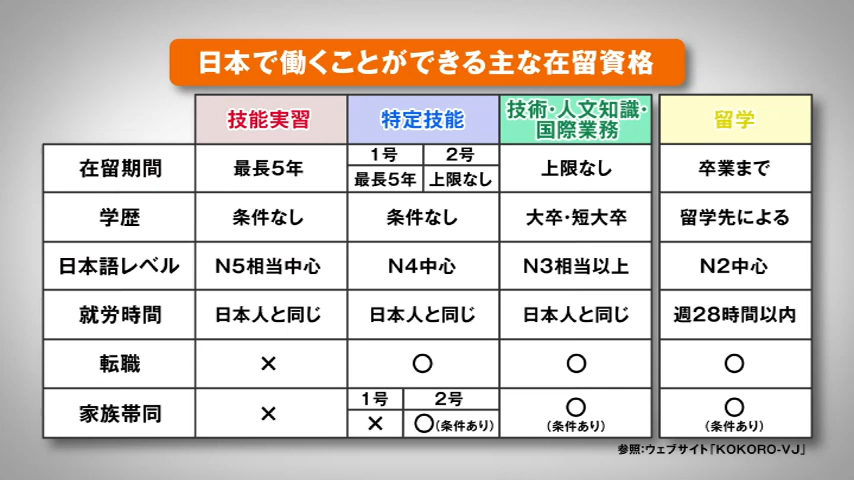 日本で働くことができる主な在留資格
技能実習 特定技能 技術・人文知識・国際業務 留学
在留期間 最長5年 1号 最長5年 2号 上限なし 上限なし 卒業まで
学歴 条件なし 条件なし 大卒・短大卒 留学先による
日本語レベル N5相当中心 N4中心 N3相当以上 N2中心
就労時間 日本人と同じ 日本人と同じ 日本人と同じ 週28時間以内
転職 × ○ ○ ○
家族帯同 × 1号 × 2号 ○(条件あり) ○(条件あり) ○(条件あり)
参照:ウェブサイト「KOKORO-VJ」